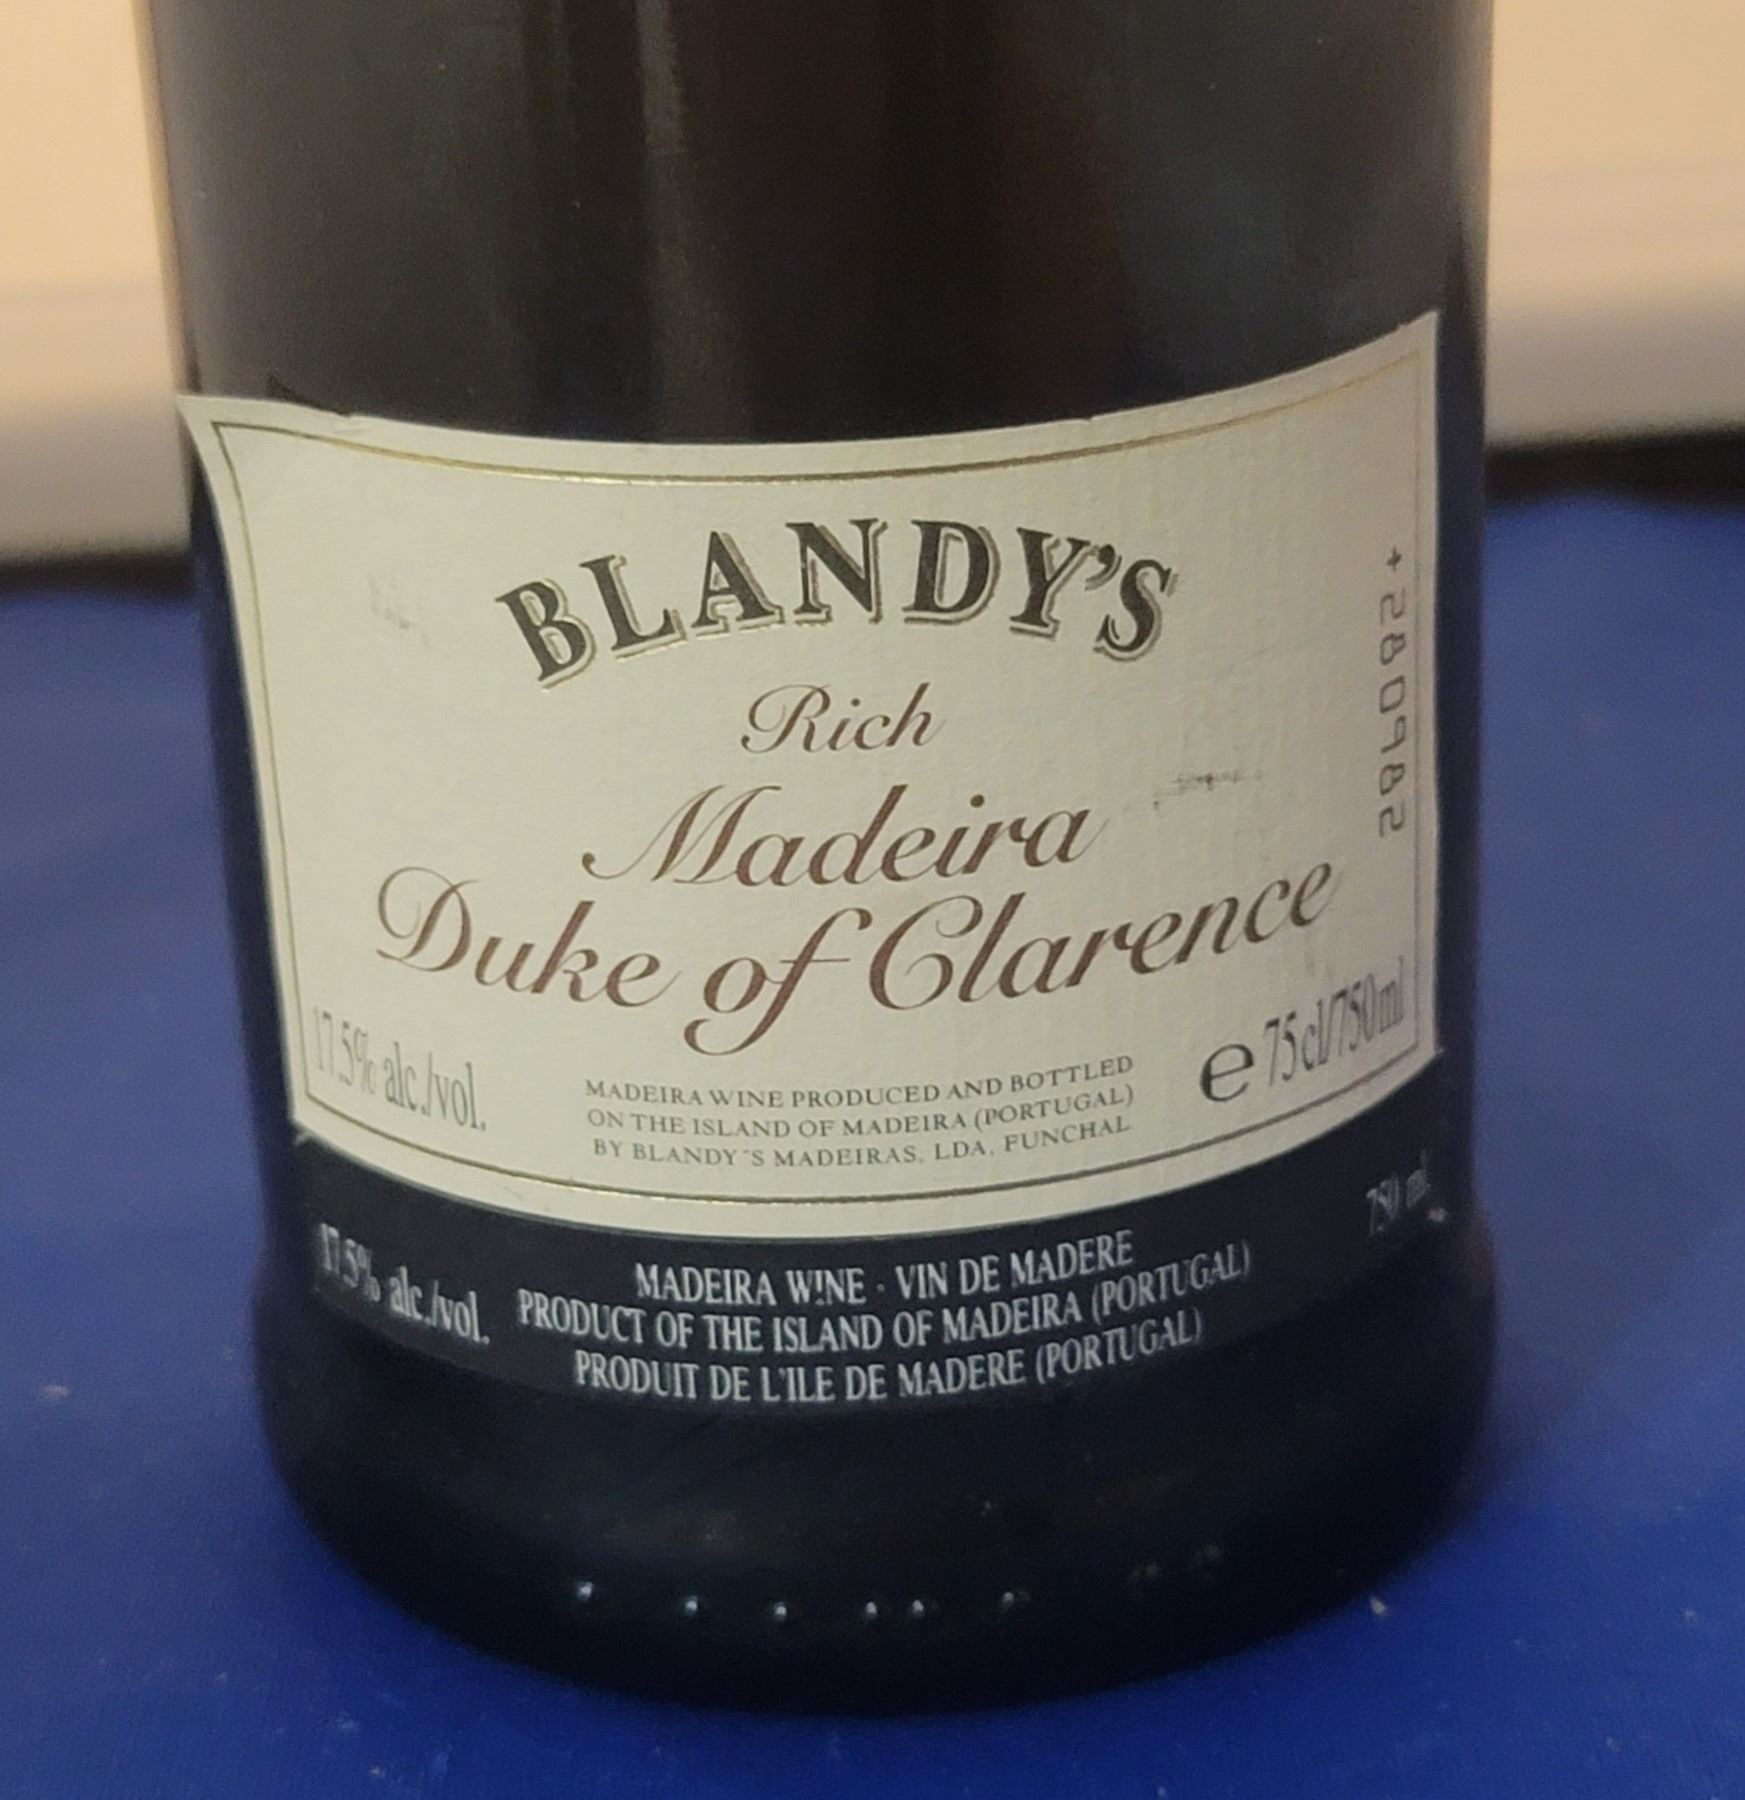 BLANDY'S
Rich
Madeira
Duke of Clarence
17.5% alc./vol.
MADEIRA WINE PRODUCED AND BOTTLED
ON THE ISLAND OF MADEIRA (PORTUGAL)
BY BLANDY´S MADEIRAS, LDA, FUNCHAL
e 75cl/750ml
17.5% alc./vol.
MADEIRA WINE · VIN DE MADERE
PRODUCT OF THE ISLAND OF MADEIRA (PORTUGAL)
PRODUIT DE L'ILE DE MADERE (PORTUGAL)
750 ml